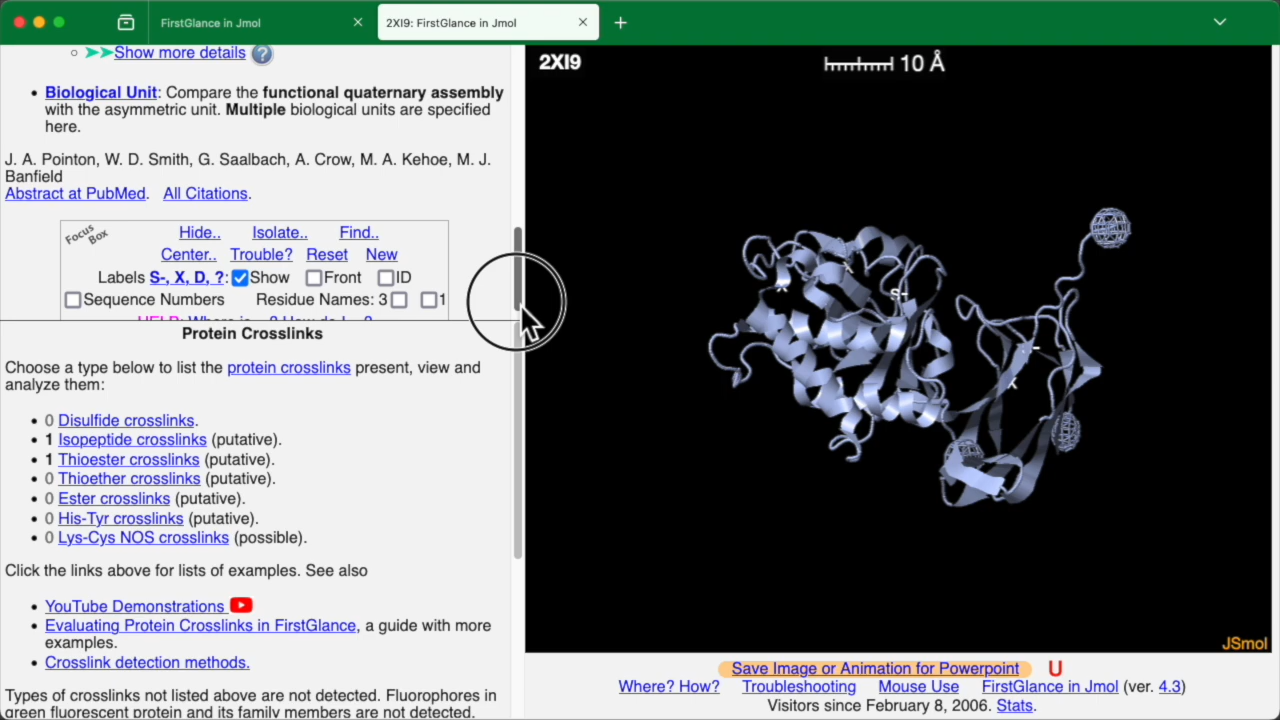 FirstGlance in Jmol
2XI9: FirstGlance in Jmol
➤➤Show more details ?
Biological Unit: Compare the functional quaternary assembly
with the asymmetric unit. Multiple biological units are specified
here.
J. A. Pointon, W. D. Smith, G. Saalbach, A. Crow, M. A. Kehoe, M. J.
Banfield
Abstract at PubMed. All Citations.
Focus
Box
Hide.. Isolate.. Find..
Center.. Trouble? Reset New
Labels S-, X, D, ?: Show Front ID
Sequence Numbers Residue Names: 3 1
Protein Crosslinks
Choose a type below to list the protein crosslinks present, view and
analyze them:
0 Disulfide crosslinks.
1 Isopeptide crosslinks (putative).
1 Thioester crosslinks (putative).
0 Thioether crosslinks (putative).
0 Ester crosslinks (putative).
0 His-Tyr crosslinks (putative).
0 Lys-Cys NOS crosslinks (possible).
Click the links above for lists of examples. See also
YouTube Demonstrations
Evaluating Protein Crosslinks in FirstGlance, a guide with more
examples.
Crosslink detection methods.
Types of crosslinks not listed above are not detected. Fluorophores in
green fluorescent protein and its family members are not detected.
2XI9
10 Å
X
X
S-
-
X
JSmol
Save Image or Animation for Powerpoint U
Where? How? Troubleshooting Mouse Use FirstGlance in Jmol (ver. 4.3)
Visitors since February 8, 2006. Stats.